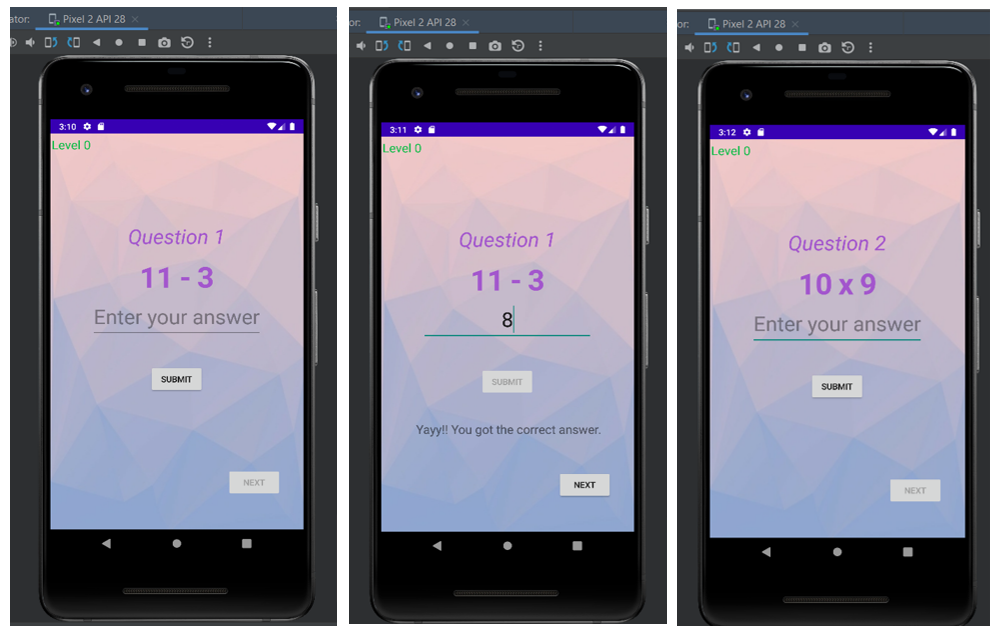 ator:
Pixel 2 API 28
3:10
Level 0
Question 1
11 - 3
Enter your answer
SUBMIT
NEXT
or:
Pixel 2 API 28
3:11
Level 0
Question 1
11 - 3
8
SUBMIT
Yayy!! You got the correct answer.
NEXT
or:
Pixel 2 API 28
3:12
Level 0
Question 2
10 x 9
Enter your answer
SUBMIT
NEXT